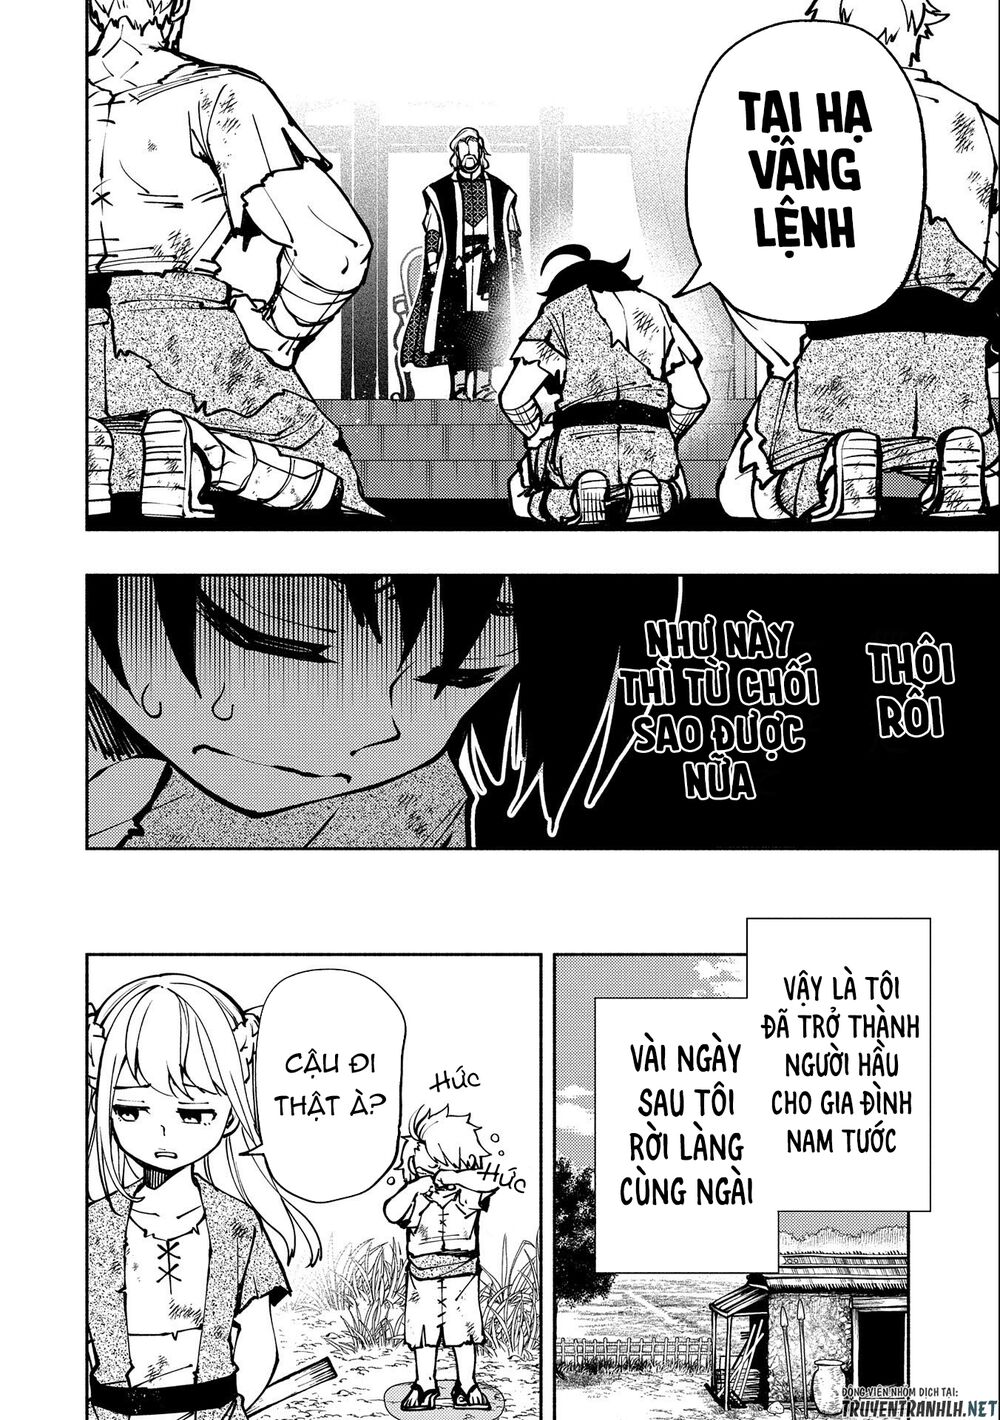 TẠI HẠ
VÂNG
LỆNH
THÔI
RỒI
NHƯ NÀY
THÌ TỪ CHỐI
SAO ĐƯỢC
NỮA
VẬY LÀ TÔI
ĐÃ TRỞ THÀNH
NGƯỜI HẦU
CHO GIA ĐÌNH
NAM TƯỚC
VÀI NGÀY
SAU TÔI
RỜI LÀNG
CÙNG NGÀI
HỨC
HỨC
CẬU ĐI
THẬT À?
ĐỘNG VIÊN NHÓM DỊCH TẠI:
TRUYENTRANHLH.NET